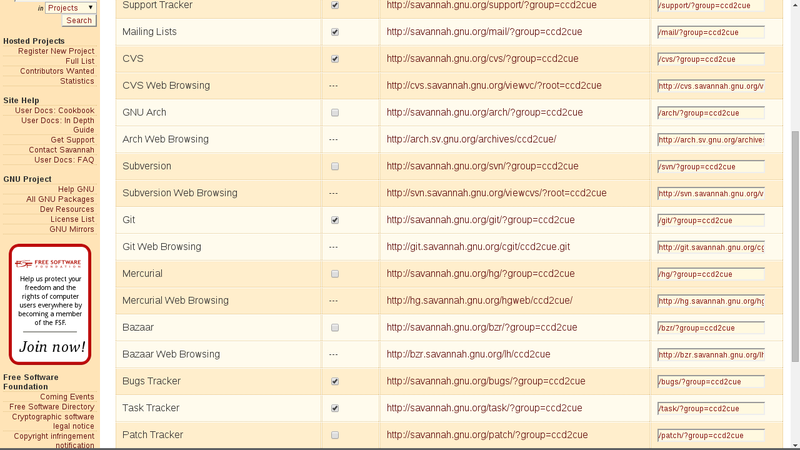 in Projects
Search
Hosted Projects
Register New Project
Full List
Contributors Wanted
Statistics
Site Help
User Docs: Cookbook
User Docs: In Depth
Guide
Get Support
Contact Savannah
User Docs: FAQ
GNU Project
Help GNU
All GNU Packages
Dev Resources
License List
GNU Mirrors
FREE SOFTWARE
FOUNDATION
Help us protect your
freedom and the
rights of computer
users everywhere by
becoming a member
of the FSF.
Join now!
Free Software
Foundation
Coming Events
Free Software Directory
Cryptographic software
legal notice
Copyright infringement
notification
Support Tracker http://savannah.gnu.org/support/?group=ccd2cue /support/?group=ccd2cue
Mailing Lists http://savannah.gnu.org/mail/?group=ccd2cue /mail/?group=ccd2cue
CVS http://savannah.gnu.org/cvs/?group=ccd2cue /cvs/?group=ccd2cue
CVS Web Browsing --- http://cvs.savannah.gnu.org/viewvc/?root=ccd2cue http://cvs.savannah.gnu.org/v
GNU Arch http://savannah.gnu.org/arch/?group=ccd2cue /arch/?group=ccd2cue
Arch Web Browsing --- http://arch.sv.gnu.org/archives/ccd2cue/ http://arch.sv.gnu.org/archives
Subversion http://savannah.gnu.org/svn/?group=ccd2cue /svn/?group=ccd2cue
Subversion Web Browsing --- http://svn.savannah.gnu.org/viewcvs/?root=ccd2cue http://svn.savannah.gnu.org/v
Git http://savannah.gnu.org/git/?group=ccd2cue /git/?group=ccd2cue
Git Web Browsing --- http://git.savannah.gnu.org/cgit/ccd2cue.git http://git.savannah.gnu.org/cg
Mercurial http://savannah.gnu.org/hg/?group=ccd2cue /hg/?group=ccd2cue
Mercurial Web Browsing --- http://hg.savannah.gnu.org/hgweb/ccd2cue/ http://hg.savannah.gnu.org/hg
Bazaar http://savannah.gnu.org/bzr/?group=ccd2cue /bzr/?group=ccd2cue
Bazaar Web Browsing --- http://bzr.savannah.gnu.org/lh/ccd2cue http://bzr.savannah.gnu.org/lh
Bugs Tracker http://savannah.gnu.org/bugs/?group=ccd2cue /bugs/?group=ccd2cue
Task Tracker http://savannah.gnu.org/task/?group=ccd2cue /task/?group=ccd2cue
Patch Tracker http://savannah.gnu.org/patch/?group=ccd2cue /patch/?group=ccd2cue